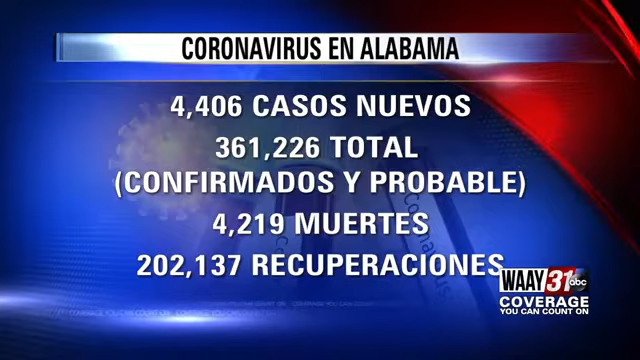 CORONAVIRUS EN ALABAMA
4,406 CASOS NUEVOS
361,226 TOTAL
(CONFIRMADOS Y PROBABLE)
4,219 MUERTES
202,137 RECUPERACIONES
WAAY 31 abc
COVERAGE
YOU CAN COUNT ON